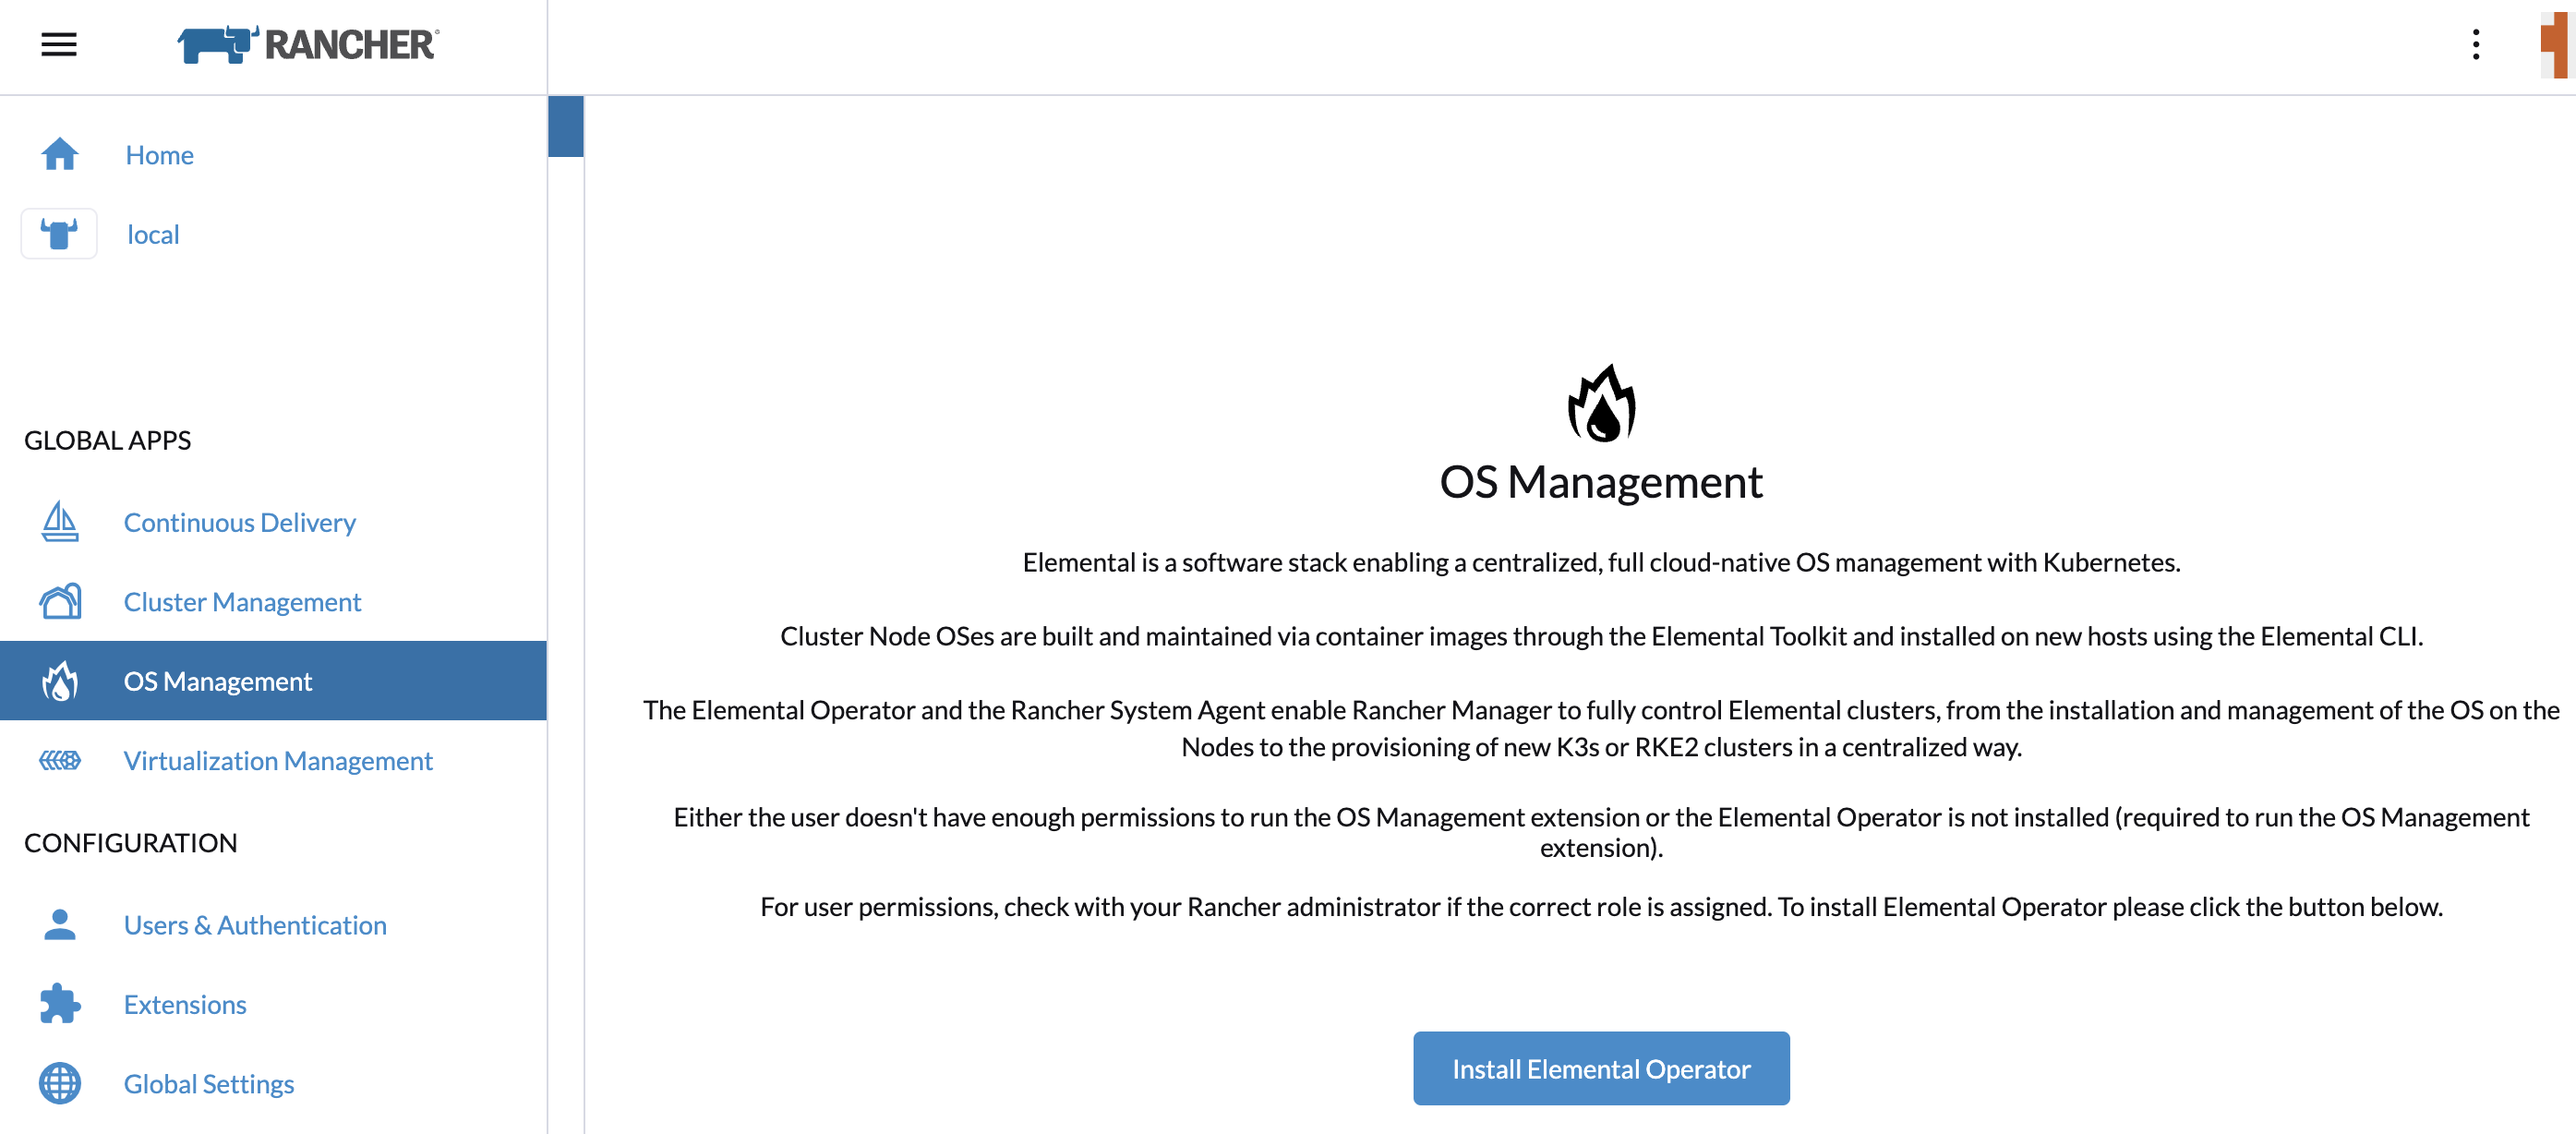 RANCHER
Home
local
GLOBAL APPS
Continuous Delivery
Cluster Management
OS Management
Virtualization Management
CONFIGURATION
Users & Authentication
Extensions
Global Settings
OS Management
Elemental is a software stack enabling a centralized, full cloud-native OS management with Kubernetes.
Cluster Node OSes are built and maintained via container images through the Elemental Toolkit and installed on new hosts using the Elemental CLI.
The Elemental Operator and the Rancher System Agent enable Rancher Manager to fully control Elemental clusters, from the installation and management of the OS on the
Nodes to the provisioning of new K3s or RKE2 clusters in a centralized way.
Either the user doesn't have enough permissions to run the OS Management extension or the Elemental Operator is not installed (required to run the OS Management
extension).
For user permissions, check with your Rancher administrator if the correct role is assigned. To install Elemental Operator please click the button below.
Install Elemental Operator